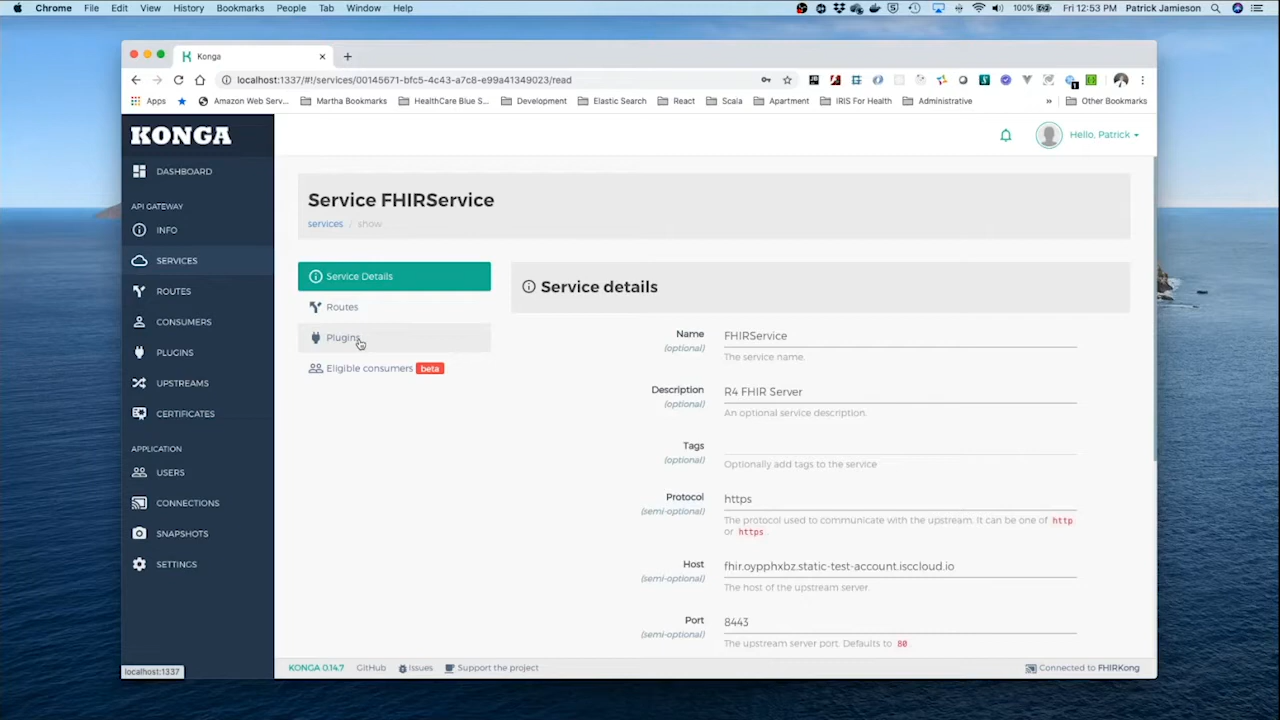 Chrome File Edit View History Bookmarks People Tab Window Help
100% Fri 12:53 PM Patrick Jamieson
Konga
localhost:1337/#!/services/00145671-bfc5-4c43-a7c8-e99a41349023/read
Apps Amazon Web Serv... Martha Bookmarks HealthCare Blue S... Development Elastic Search React Scala Apartment IRIS For Health Administrative » Other Bookmarks
KONGA
Hello, Patrick
DASHBOARD
API GATEWAY
INFO
SERVICES
ROUTES
CONSUMERS
PLUGINS
UPSTREAMS
CERTIFICATES
APPLICATION
USERS
CONNECTIONS
SNAPSHOTS
SETTINGS
localhost:1337
Service FHIRService
services / show
Service Details
Routes
Plugins
Eligible consumers beta
Service details
Name
(optional)
FHIRService
The service name.
Description
(optional)
R4 FHIR Server
An optional service description.
Tags
(optional)
Optionally add tags to the service
Protocol
(semi-optional)
https
The protocol used to communicate with the upstream. It can be one of http
or https
Host
(semi-optional)
fhir.oypphxbz.static-test-account.isccloud.io
The host of the upstream server.
Port
(semi-optional)
8443
The upstream server port. Defaults to 80
KONGA 0.14.7 GitHub Issues Support the project
Connected to FHIRKong